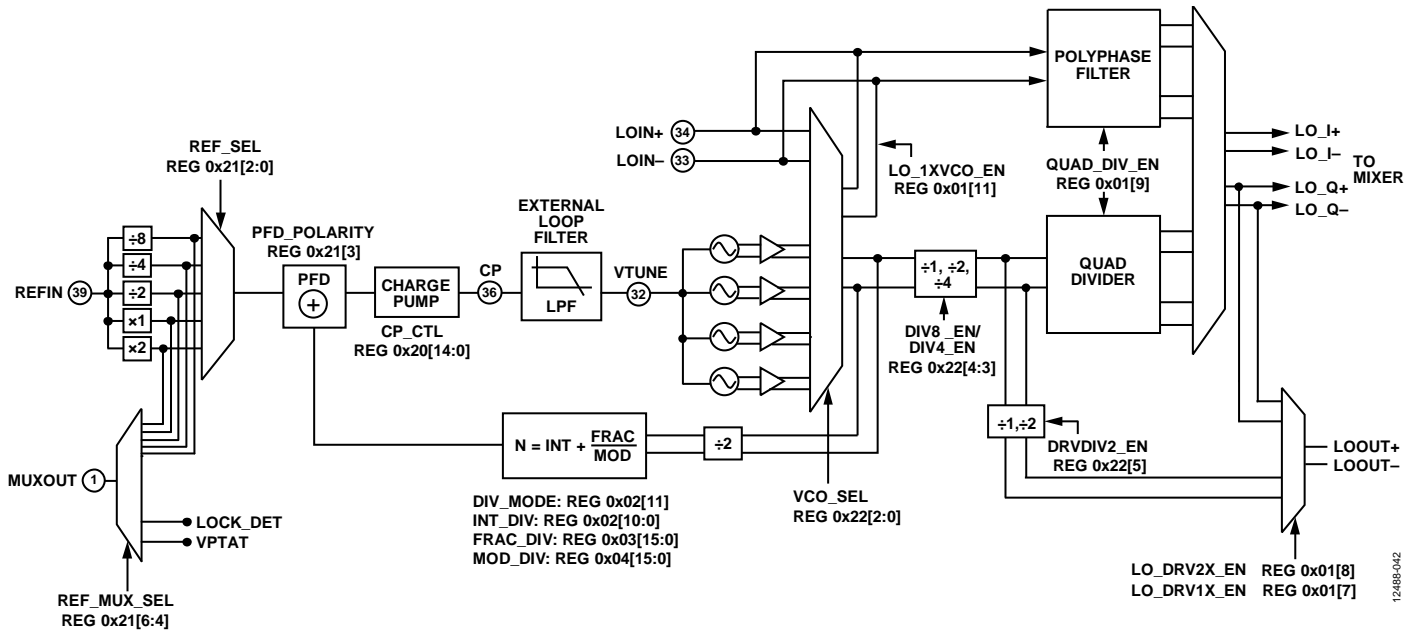 REF_SEL
REG 0x21[2:0]
÷8
÷4
÷2
×1
×2
REFIN 39
MUXOUT 1
LOCK_DET
VPTAT
REF_MUX_SEL
REG 0x21[6:4]
PFD_POLARITY
REG 0x21[3]
PFD
+
CHARGE
PUMP
CP_CTL
REG 0x20[14:0]
CP
36
EXTERNAL
LOOP
FILTER
LPF
VTUNE
32
LOIN+ 34
LOIN– 33
N = INT + FRAC
MOD
÷2
DIV_MODE: REG 0x02[11]
INT_DIV: REG 0x02[10:0]
FRAC_DIV: REG 0x03[15:0]
MOD_DIV: REG 0x04[15:0]
VCO_SEL
REG 0x22[2:0]
LO_1XVCO_EN
REG 0x01[11]
÷1, ÷2,
÷4
DIV8_EN/
DIV4_EN
REG 0x22[4:3]
POLYPHASE
FILTER
QUAD_DIV_EN
REG 0x01[9]
QUAD
DIVIDER
LO_I+
LO_I–
TO
MIXER
LO_Q+
LO_Q–
÷1,÷2
DRVDIV2_EN
REG 0x22[5]
LOOUT+
LOOUT–
LO_DRV2X_EN REG 0x01[8]
LO_DRV1X_EN REG 0x01[7]
12488-042